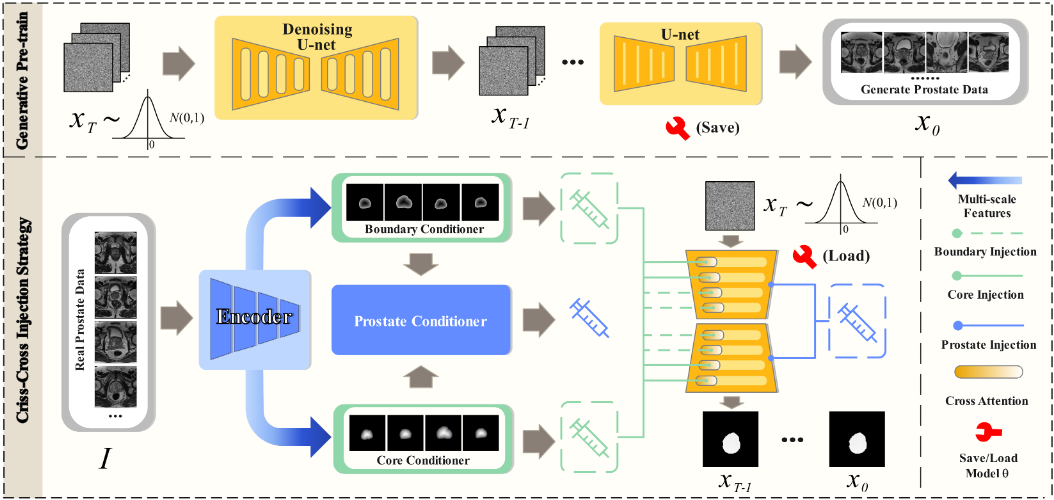 Generative Pre-train
x_T ~
N(0,1)
0
Denoising
U-net
x_{T-1}
...
U-net
(Save)
......
Generate Prostate Data
x_0
Criss-Cross Injection Strategy
Real Prostate Data
...
I
Encoder
Boundary Conditioner
Prostate Conditioner
Core Conditioner
x_T ~
N(0,1)
0
(Load)
...
x_{T-1}
x_0
Multi-scale
Features
Boundary Injection
Core Injection
Prostate Injection
Cross Attention
Save/Load
Model θ